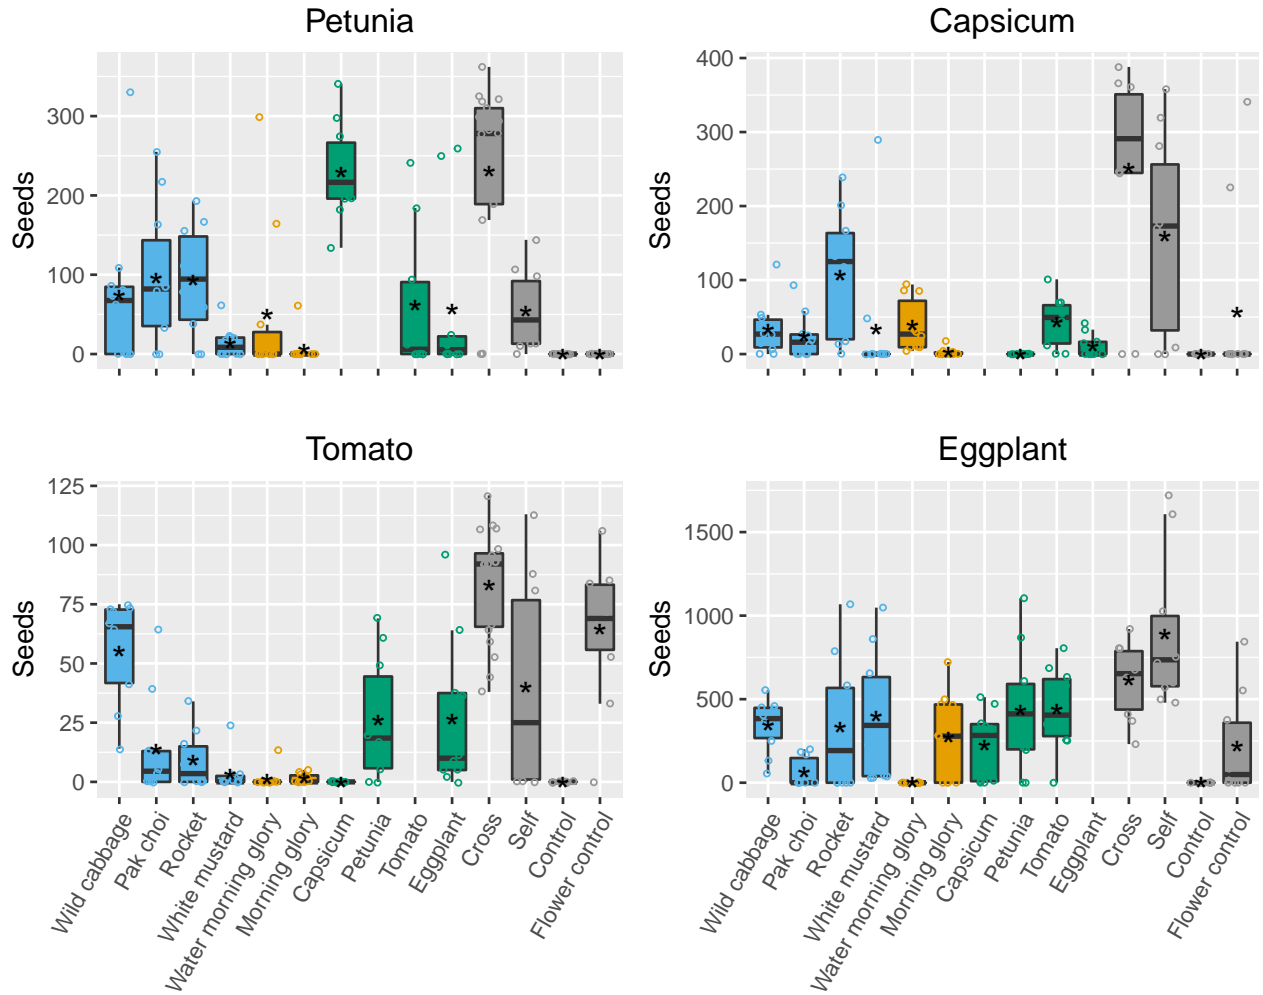 Petunia
Seeds
300
200
100
0
Capsicum
Seeds
400
300
200
100
0
Tomato
Seeds
125
100
75
50
25
0
Wild cabbage
Pak choi
Rocket
White mustard
Water morning glory
Morning glory
Capsicum
Petunia
Tomato
Eggplant
Cross
Self
Control
Flower control
Eggplant
Seeds
1500
1000
500
0
Wild cabbage
Pak choi
Rocket
White mustard
Water morning glory
Morning glory
Capsicum
Petunia
Tomato
Eggplant
Cross
Self
Control
Flower control